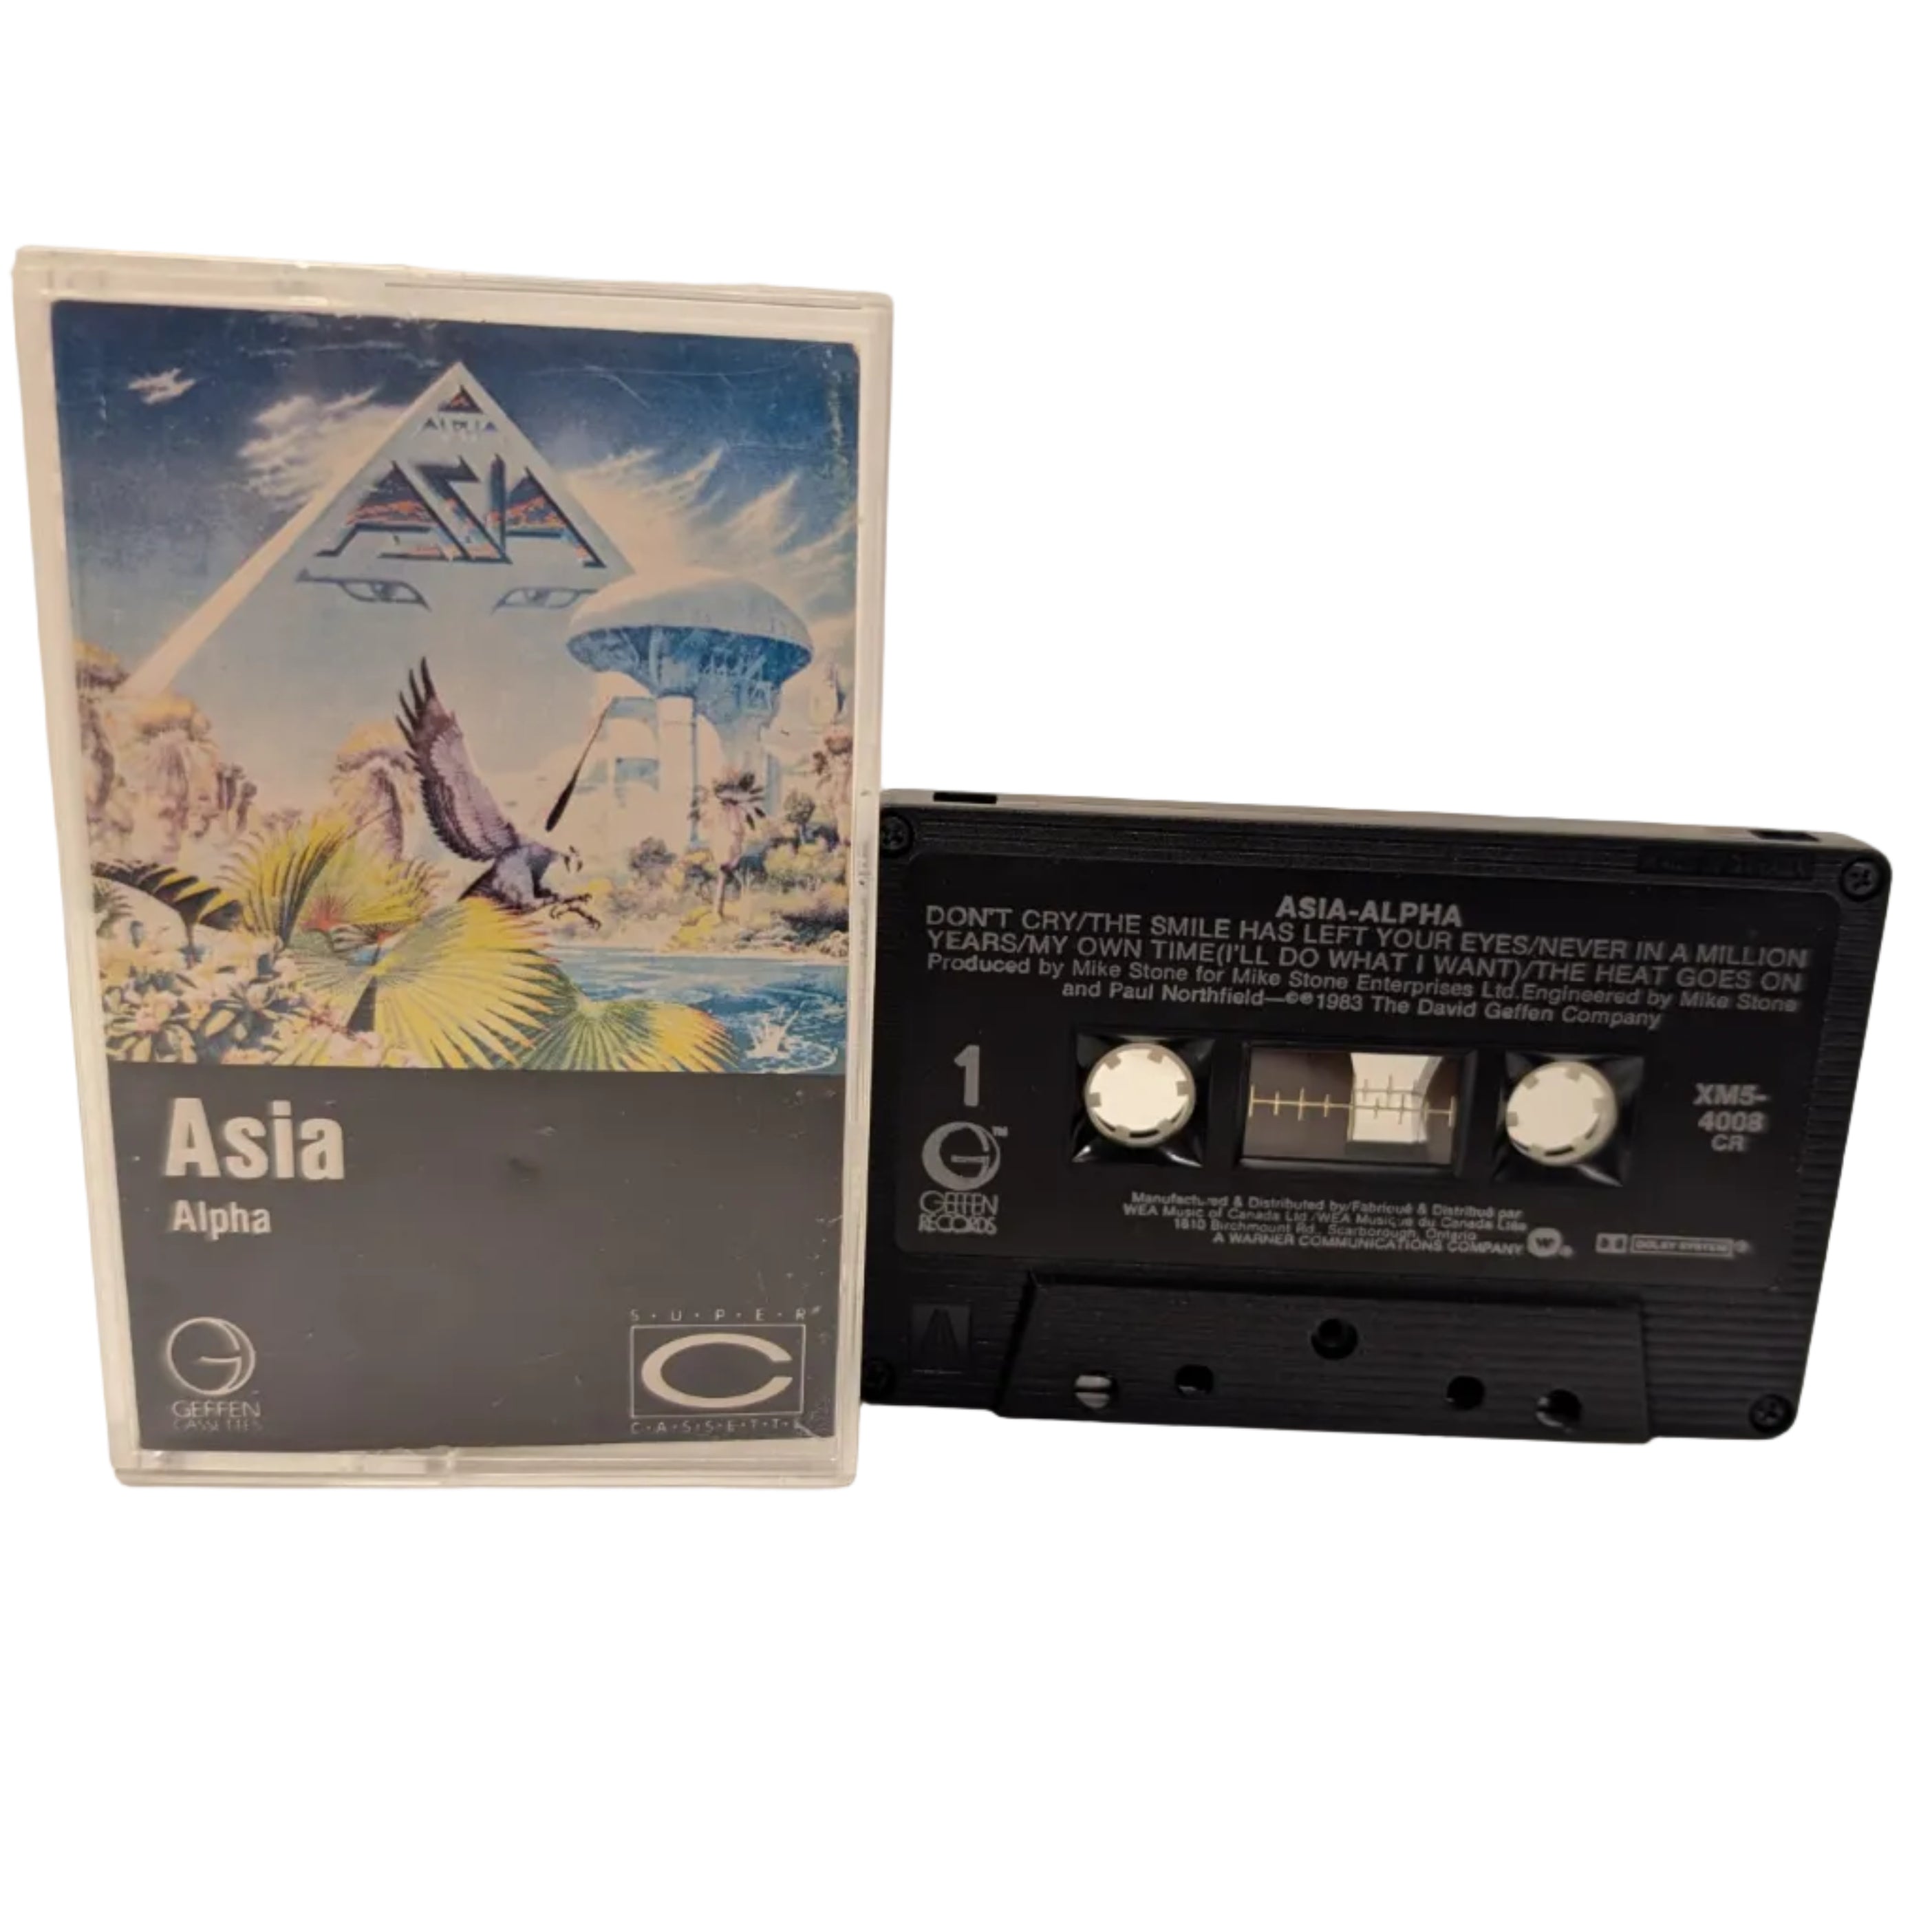 ALPHA
ASIA
Asia
Alpha
GEFFEN
CASSETTES
S·U·P·E·R
C
C·A·S·S·E·T·T·E
ASIA-ALPHA
DON'T CRY/THE SMILE HAS LEFT YOUR EYES/NEVER IN A MILLION
YEARS/MY OWN TIME(I'LL DO WHAT I WANT)/THE HEAT GOES ON
Produced by Mike Stone for Mike Stone Enterprises Ltd. Engineered by Mike Stone
and Paul Northfield—©℗1983 The David Geffen Company
1
XM5-
4008
CR
G™
GEFFEN
RECORDS
Manufactured & Distributed by/Fabriqué & Distribué par
WEA Music of Canada Ltd./WEA Musique du Canada Ltée
1810 Birchmount Rd., Scarborough, Ontario
A WARNER COMMUNICATIONS COMPANY W®
DOLBY SYSTEM®
A